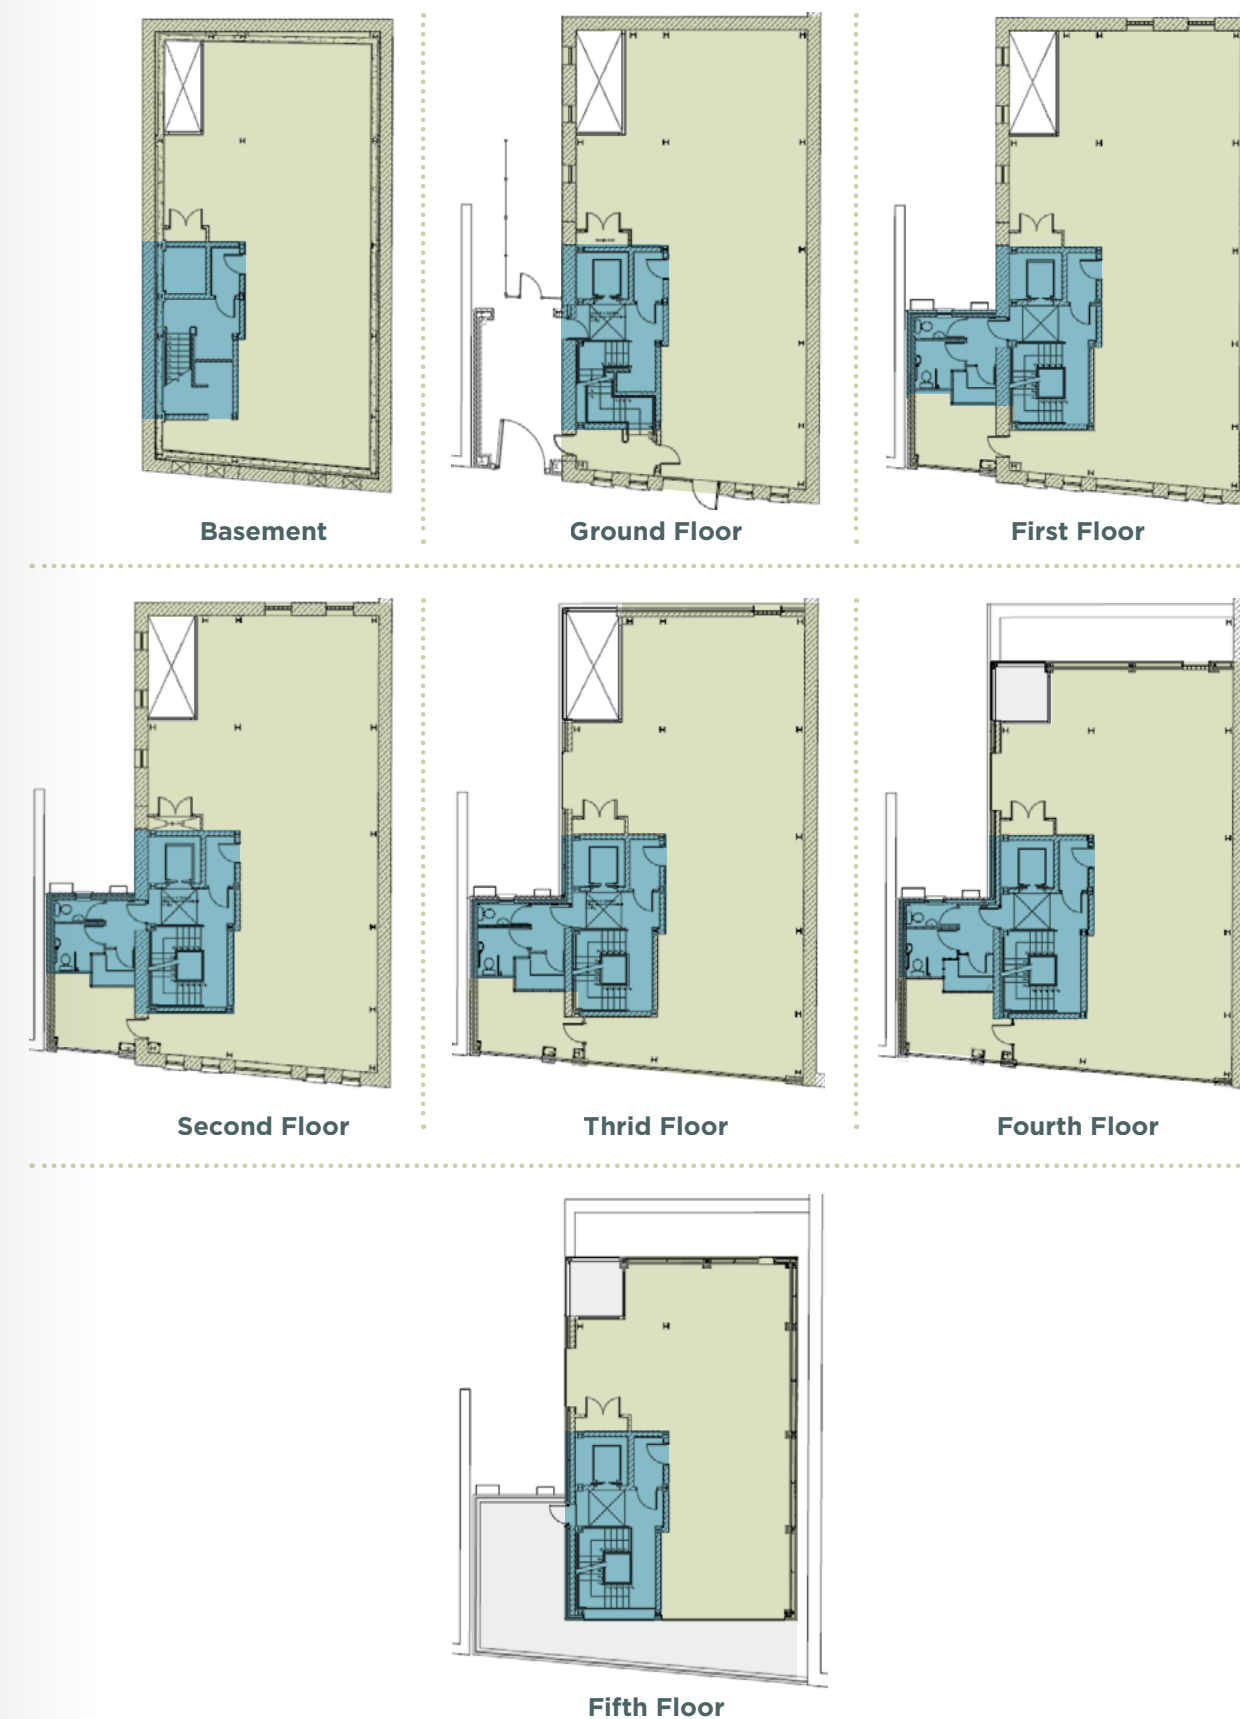 Basement
Ground Floor
First Floor
Second Floor
Thrid Floor
Fourth Floor
Fifth Floor